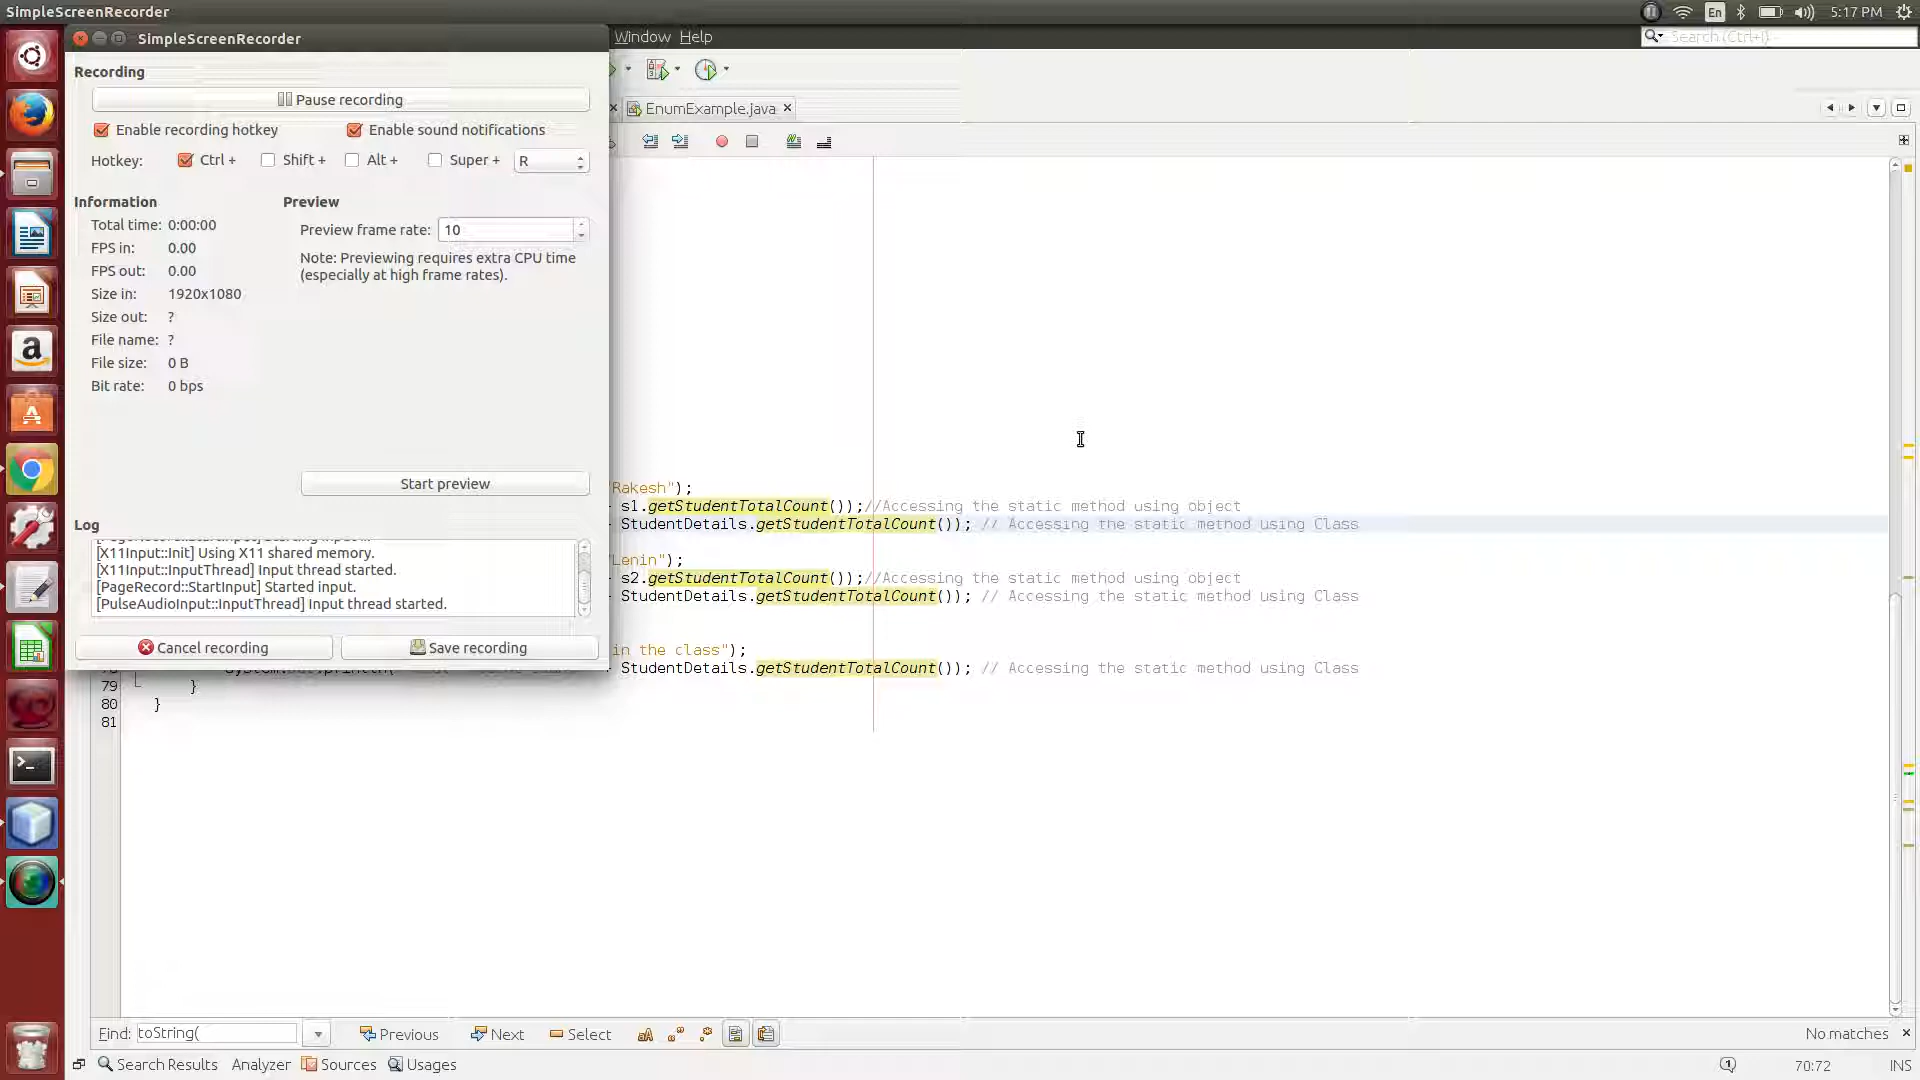 SimpleScreenRecorder
En
5:17 PM
SimpleScreenRecorder
Window Help
Search (Ctrl+I)
Recording
Pause recording
EnumExample.java
Enable recording hotkey
Enable sound notifications
Hotkey: Ctrl + Shift + Alt + Super + R
Information
Preview
Total time: 0:00:00
Preview frame rate: 10
FPS in: 0.00
FPS out: 0.00
Note: Previewing requires extra CPU time
(especially at high frame rates).
Size in: 1920x1080
Size out: ?
File name: ?
File size: 0 B
Bit rate: 0 bps
Start preview
Rakesh");
s1.getStudentTotalCount());//Accessing the static method using object
StudentDetails.getStudentTotalCount()); // Accessing the static method using Class
Log
[X11Input::Init] Using X11 shared memory.
[X11Input::InputThread] Input thread started.
[PageRecord::StartInput] Started input.
[PulseAudioInput::InputThread] Input thread started.
Lenin");
s2.getStudentTotalCount());//Accessing the static method using object
StudentDetails.getStudentTotalCount()); // Accessing the static method using Class
Cancel recording
Save recording
in the class");
StudentDetails.getStudentTotalCount()); // Accessing the static method using Class
79 }
80 }
81
Find: toString(
Previous
Next
Select
No matches
Search Results
Analyzer
Sources
Usages
1
70:72
INS